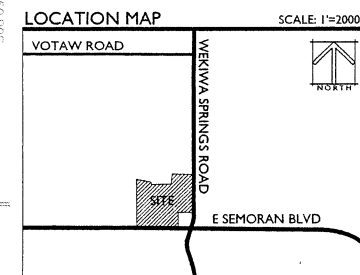 LOCATION MAP
SCALE: 1'=2000
VOTAW ROAD
WEKIWA SPRINGS ROAD
NORTH
SITE
E SEMORAN BLVD